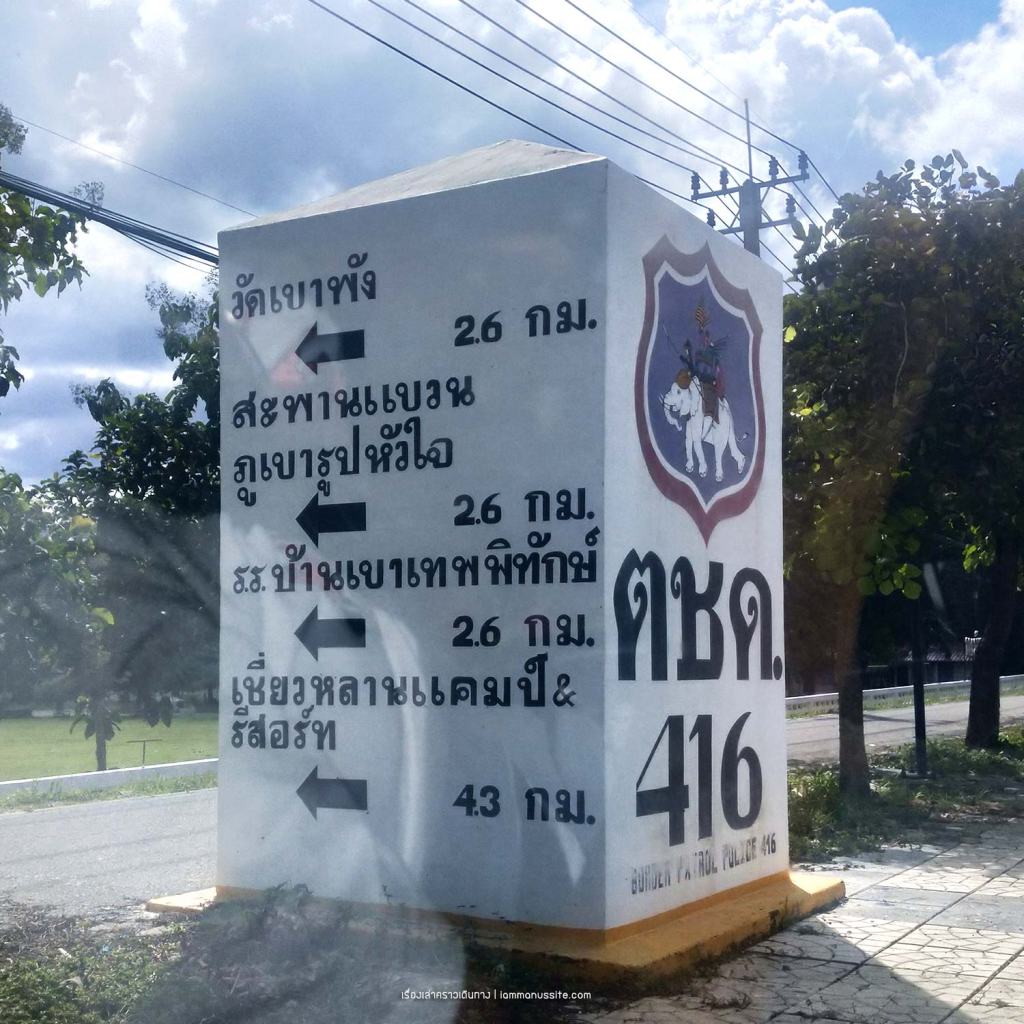 วัดเขาพัง
2.6 กม.
สะพานแขวน
ภูเขารูปหัวใจ
2.6 กม.
ร.ร.บ้านเขาเทพพิทักษ์
2.6 กม.
เชี่ยวหลานแคมป์&
รีสอร์ท
4.3 กม.
ตชด.
416
BORDER PATROL POLICE 416
เรื่องเล่าคราวเดินทาง | iammanussite.com